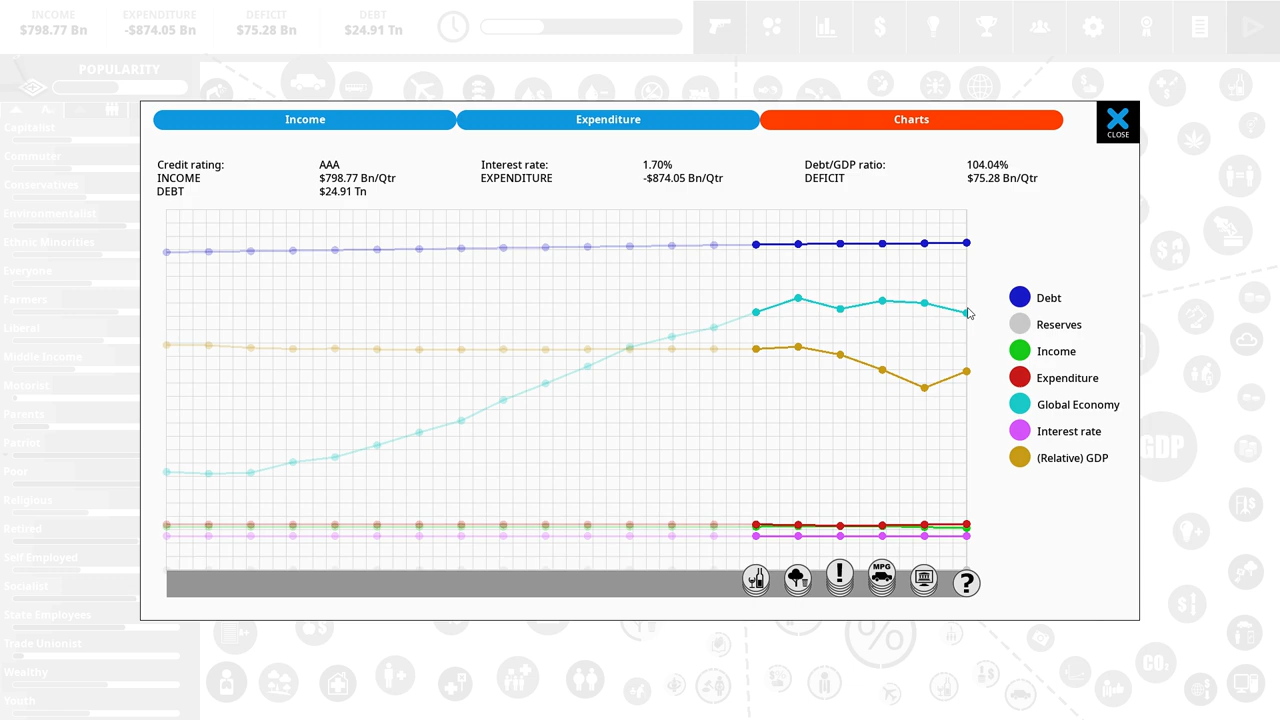 INCOME EXPENDITURE DEFICIT DEBT
$798.77 Bn -$874.05 Bn $75.28 Bn $24.91 Tn
POPULARITY
Income Expenditure Charts
CLOSE
Credit rating: AAA Interest rate: 1.70% Debt/GDP ratio: 104.04%
INCOME $798.77 Bn/Qtr EXPENDITURE -$874.05 Bn/Qtr DEFICIT $75.28 Bn/Qtr
DEBT $24.91 Tn
Debt
Reserves
Income
Expenditure
Global Economy
Interest rate
(Relative) GDP
MPG
!
?
Capitalist
Commuter
Conservatives
Environmentalist
Ethnic Minorities
Everyone
Farmers
Liberal
Middle Income
Motorist
Parents
Patriot
Poor
Religious
Retired
Self Employed
Socialist
State Employees
Trade Unionist
Wealthy
Youth
GDP
CO₂